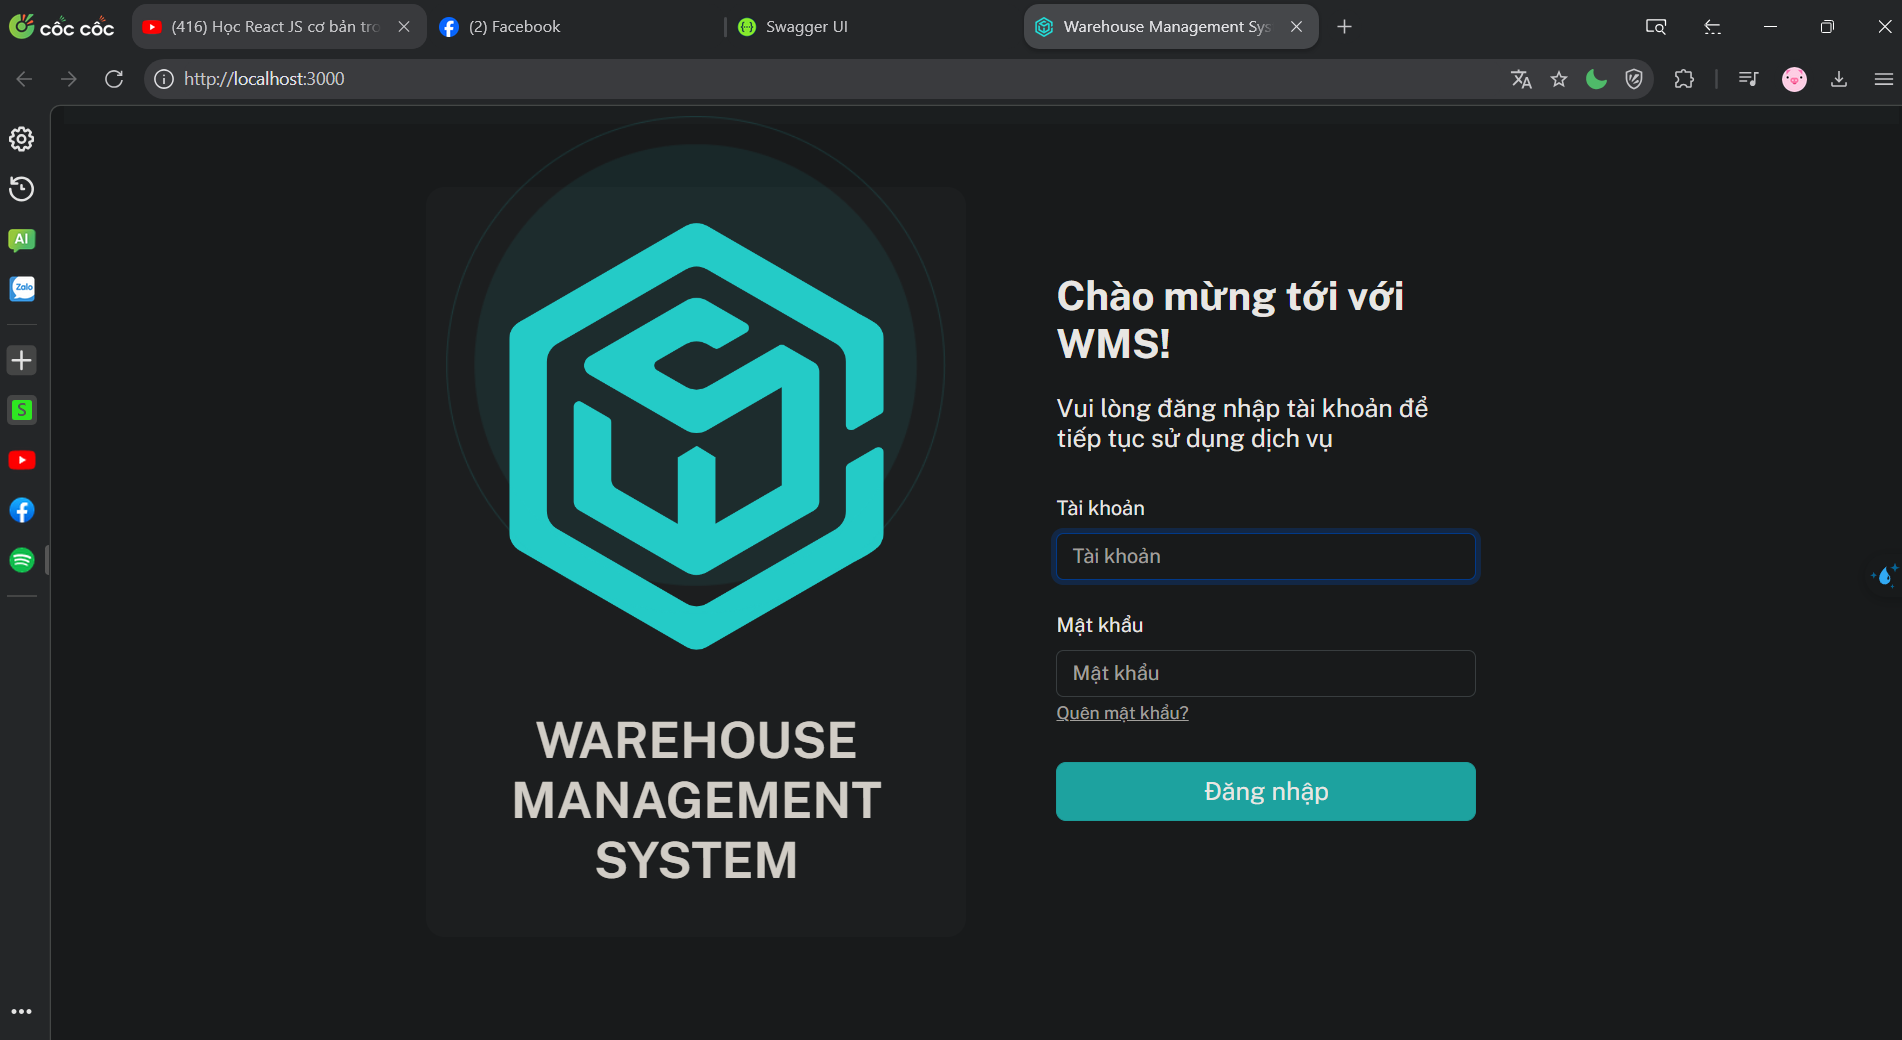 cốc cốc
(416) Học React JS cơ bản tro
(2) Facebook
Swagger UI
Warehouse Management Sys
http://localhost:3000
AI
Zalo
S
WAREHOUSE
MANAGEMENT
SYSTEM
Chào mừng tới với
WMS!
Vui lòng đăng nhập tài khoản để
tiếp tục sử dụng dịch vụ
Tài khoản
Tài khoản
Mật khẩu
Mật khẩu
Quên mật khẩu?
Đăng nhập